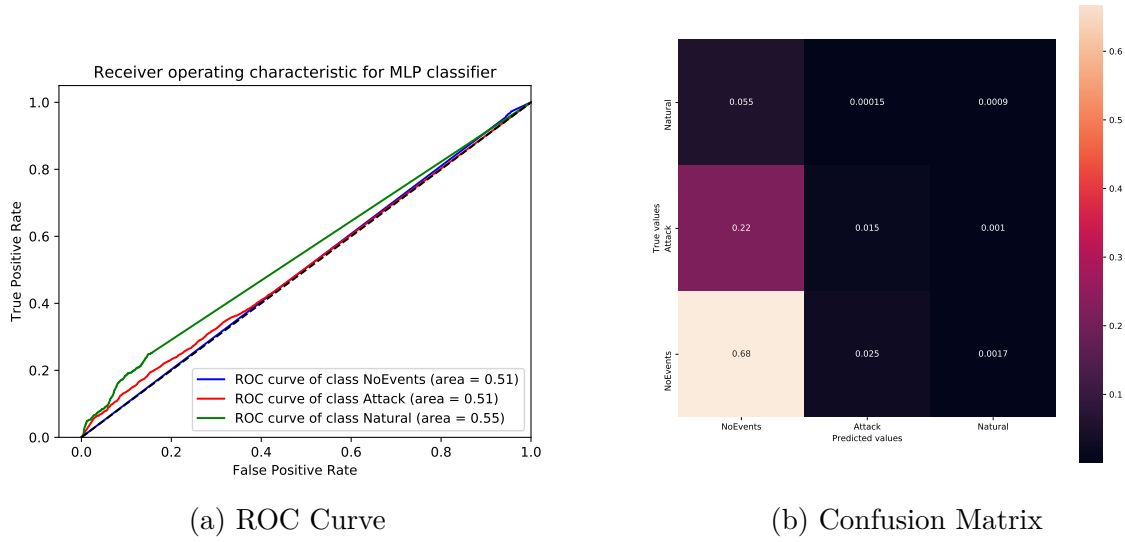 Receiver operating characteristic for MLP classifier
True Positive Rate
1.0
0.8
0.6
0.4
0.2
0.0
ROC curve of class NoEvents (area = 0.51)
ROC curve of class Attack (area = 0.51)
ROC curve of class Natural (area = 0.55)
0.0 0.2 0.4 0.6 0.8 1.0
False Positive Rate
(a) ROC Curve
True values
Natural
0.055 0.00015 0.0009
Attack
0.22 0.015 0.001
NoEvents
0.68 0.025 0.0017
NoEvents Attack Natural
Predicted values
0.6
0.5
0.4
0.3
0.2
0.1
(b) Confusion Matrix